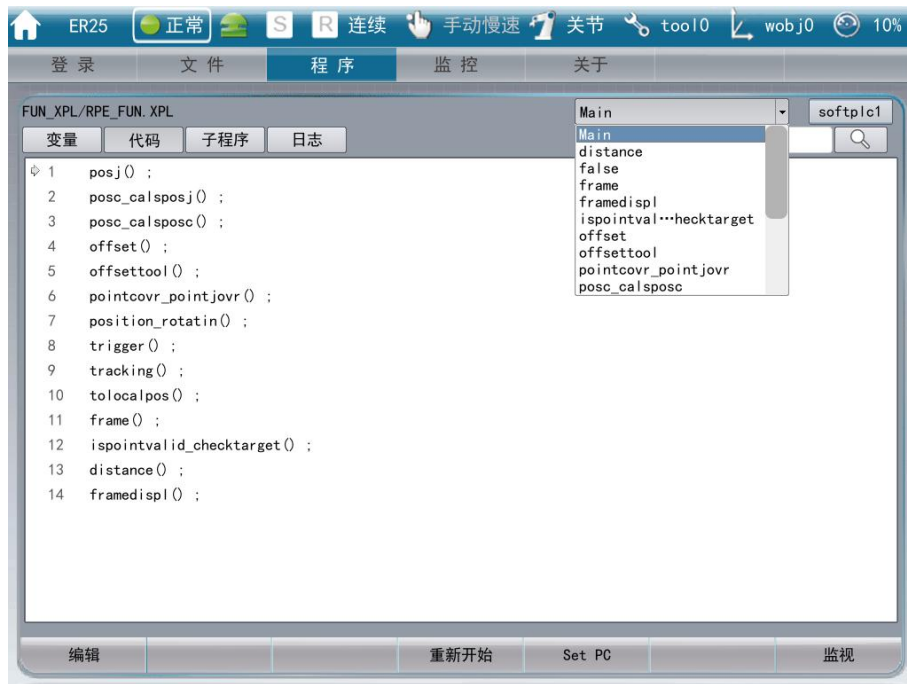 ER25 正常 S R 连续 手动慢速 关节 tool0 wobj0 10%
登录 文件 程序 监控 关于
FUN_XPL/RPE_FUN.XPL Main softplc1
变量 代码 子程序 日志
Main
distance
false
frame
framedispl
ispointval···hecktarget
offset
offsettool
pointcovr_pointjovr
posc_calsposc
1 posj() ;
2 posc_calsposj() ;
3 posc_calsposc() ;
4 offset() ;
5 offsettool() ;
6 pointcovr_pointjovr() ;
7 position_rotatin() ;
8 trigger() ;
9 tracking() ;
10 tolocalpos() ;
11 frame() ;
12 ispointvalid_checktarget() ;
13 distance() ;
14 framedispl() ;
编辑 重新开始 Set PC 监视